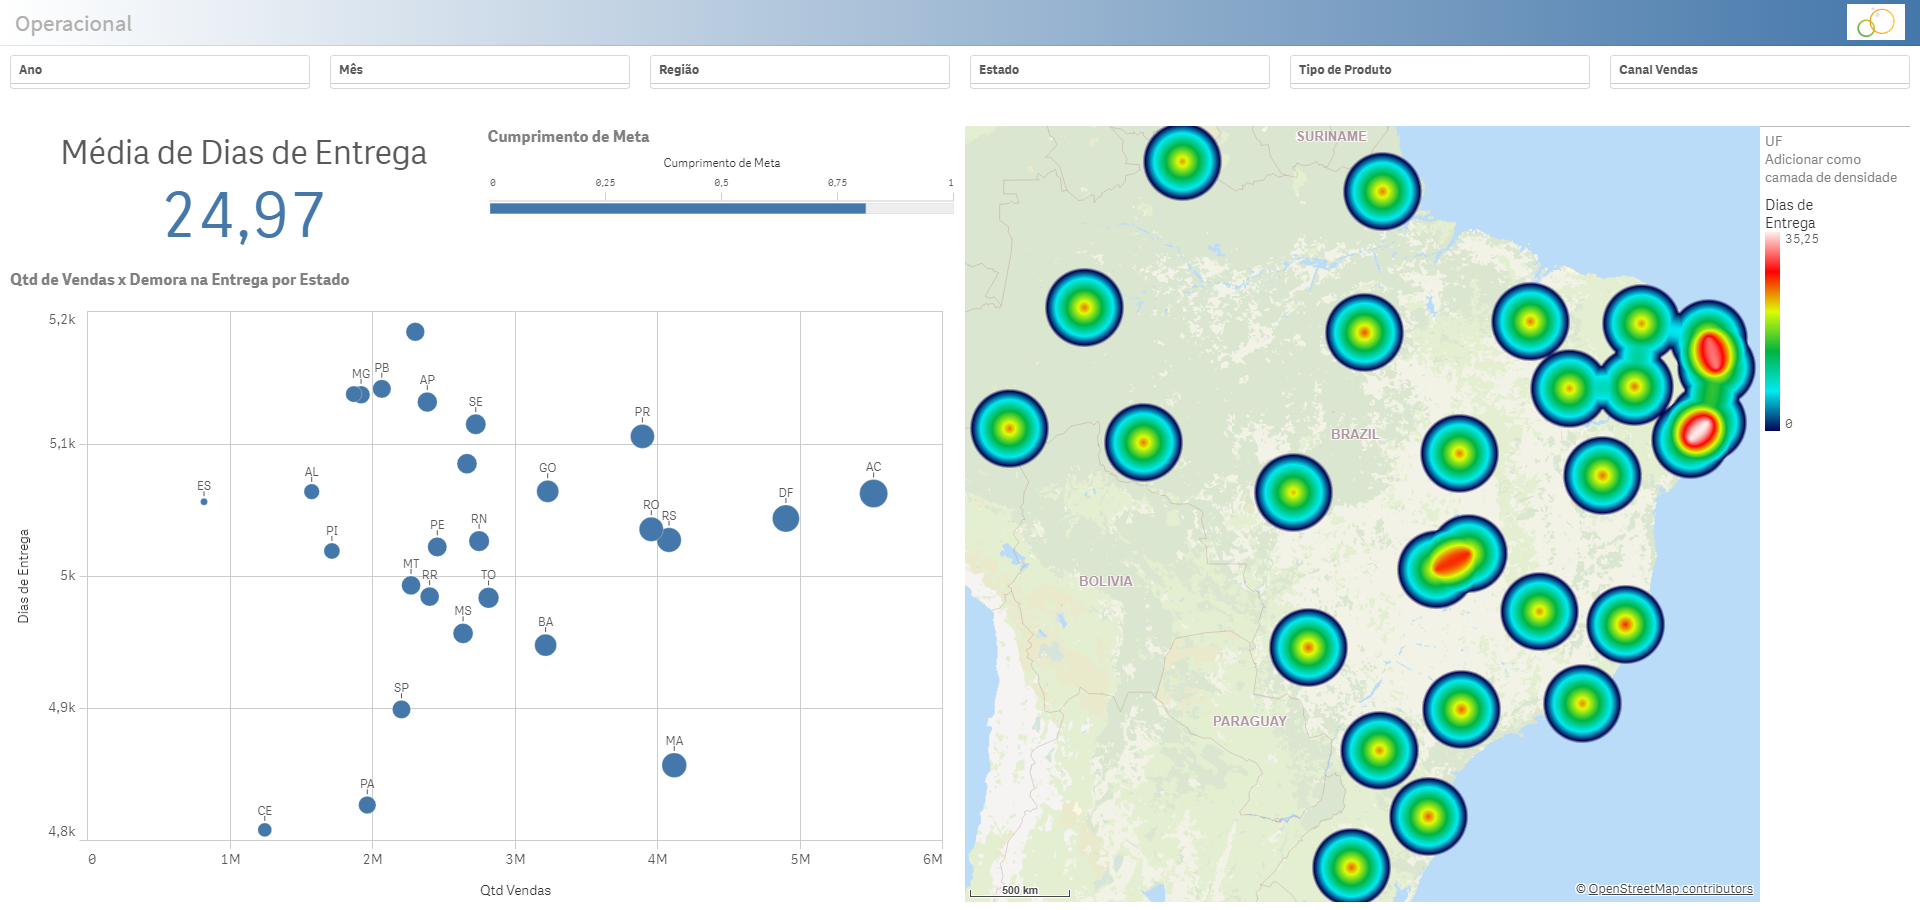 Operacional
Ano
Mês
Região
Estado
Tipo de Produto
Canal Vendas
Média de Dias de Entrega
24,97
Cumprimento de Meta
Cumprimento de Meta
0 0,25 0,5 0,75 1
Qtd de Vendas x Demora na Entrega por Estado
5,2k
5,1k
5k
4,9k
4,8k
Dias de Entrega
MG
PB
AP
SE
PR
AC
GO
AL
ES
DF
RO
RS
RN
PE
PI
MT
RR
TO
MS
BA
SP
MA
PA
CE
0 1M 2M 3M 4M 5M 6M
Qtd Vendas
SURINAME
BRAZIL
BOLIVIA
PARAGUAY
500 km
© OpenStreetMap contributors
UF
Adicionar como
camada de densidade
Dias de
Entrega
35,25
0